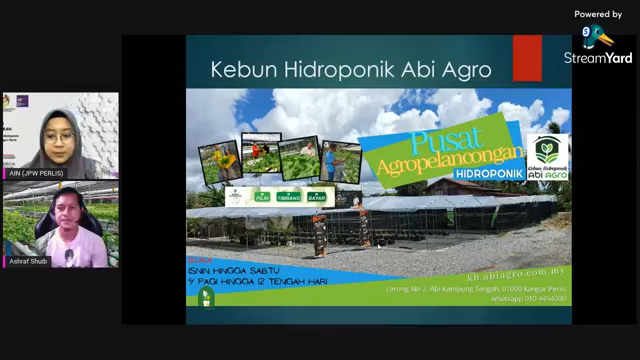 Powered by
StreamYard
Kebun Hidroponik Abi Agro
Pusat
Agropelancongan
HIDROPONIK
Kebun Hidroponik
Abi AGRO
PILIH
TIMBANG
BAYAR
AIN (JPW PERLIS)
Ashraf Shuib
BUKA
ISNIN HINGGA SABTU
9 PAGI HINGGA 12 TENGAH HARI
kh.abiagro.com.my
Lorong Abi 2, Abi Kampung Tengah, 01000 Kangar Perlis
whatsapp 010-4454000